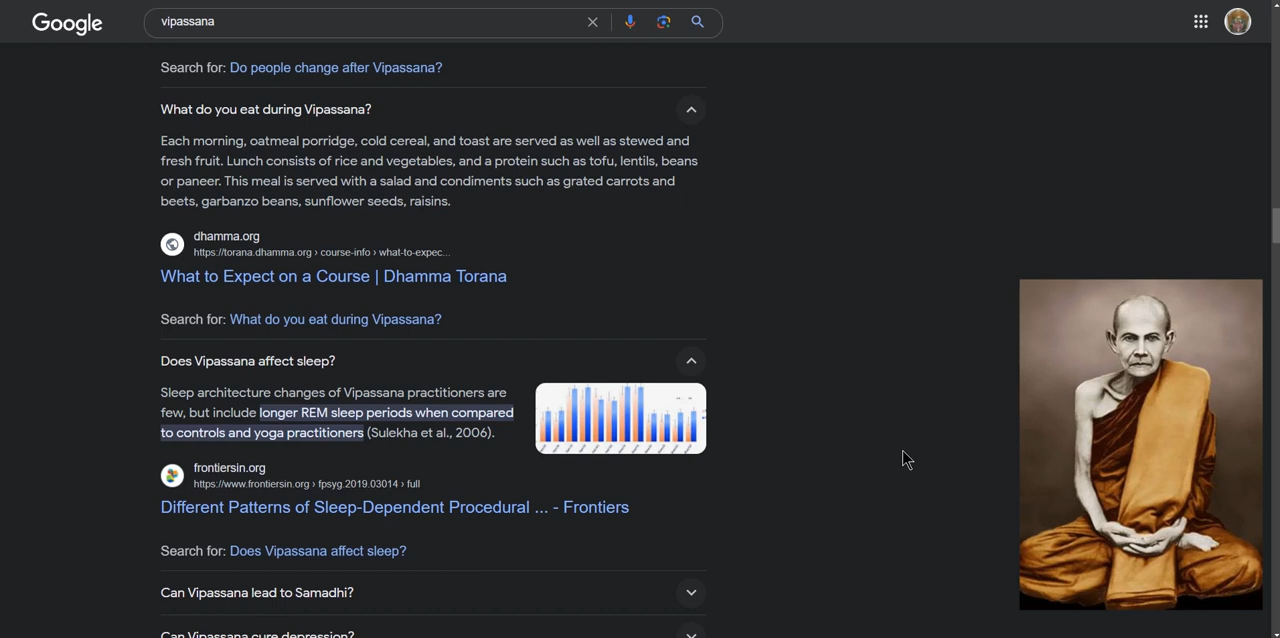 Google
vipassana
Search for: Do people change after Vipassana?
What do you eat during Vipassana?
Each morning, oatmeal porridge, cold cereal, and toast are served as well as stewed and
fresh fruit. Lunch consists of rice and vegetables, and a protein such as tofu, lentils, beans
or paneer. This meal is served with a salad and condiments such as grated carrots and
beets, garbanzo beans, sunflower seeds, raisins.
dhamma.org
https://torana.dhamma.org › course-info › what-to-expec...
What to Expect on a Course | Dhamma Torana
Search for: What do you eat during Vipassana?
Does Vipassana affect sleep?
Sleep architecture changes of Vipassana practitioners are
few, but include longer REM sleep periods when compared
to controls and yoga practitioners (Sulekha et al., 2006).
frontiersin.org
https://www.frontiersin.org › fpsyg.2019.03014 › full
Different Patterns of Sleep-Dependent Procedural ... - Frontiers
Search for: Does Vipassana affect sleep?
Can Vipassana lead to Samadhi?
Can Vipassana cure depression?